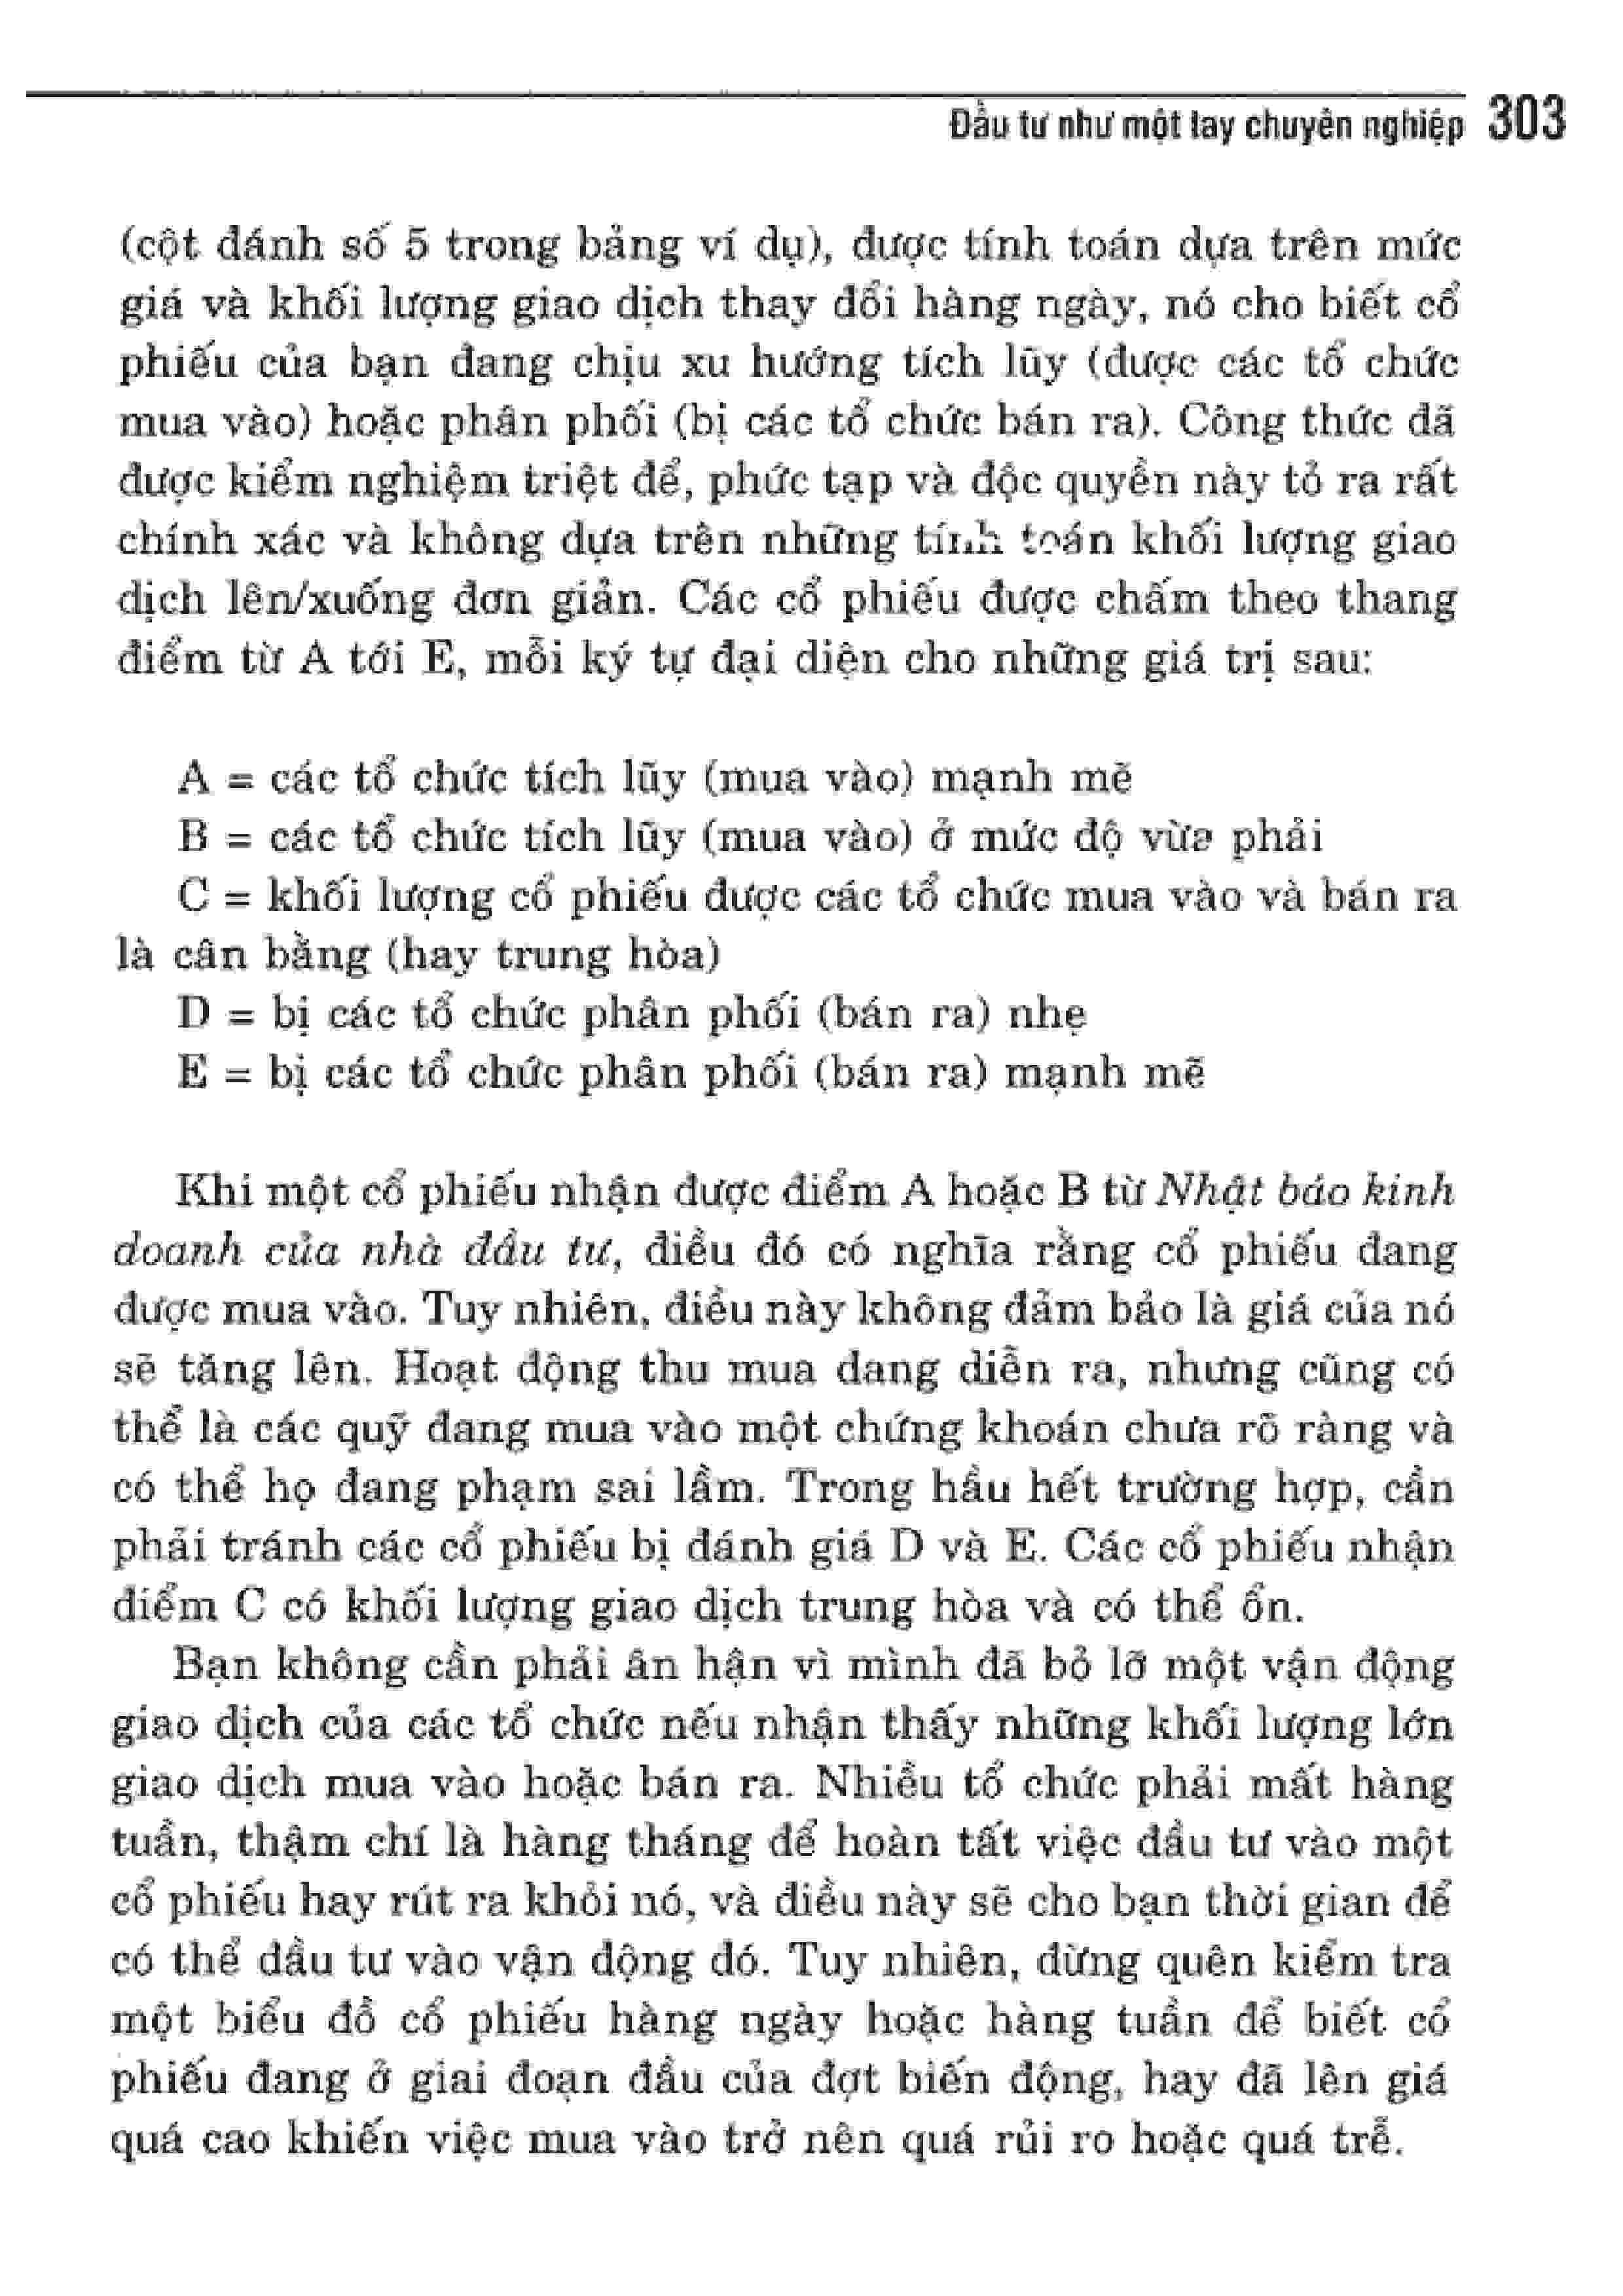 Đầu tư như một tay chuyên nghiệp 303
(cột đánh số 5 trong bảng ví dụ), được tính toán dựa trên mức
giá và khối lượng giao dịch thay đổi hàng ngày, nó cho biết cổ
phiếu của bạn đang chịu xu hướng tích lũy (được các tổ chức
mua vào) hoặc phân phối (bị các tổ chức bán ra). Công thức đã
được kiểm nghiệm triệt để, phức tạp và độc quyền này tỏ ra rất
chính xác và không dựa trên những tính toán khối lượng giao
dịch lên/xuống đơn giản. Các cổ phiếu được chấm theo thang
điểm từ A tới E, mỗi ký tự đại diện cho những giá trị sau:
A = các tổ chức tích lũy (mua vào) mạnh mẽ
B = các tổ chức tích lũy (mua vào) ở mức độ vừa phải
C = khối lượng cổ phiếu được các tổ chức mua vào và bán ra
là cân bằng (hay trung hòa)
D = bị các tổ chức phân phối (bán ra) nhẹ
E = bị các tổ chức phân phối (bán ra) mạnh mẽ
Khi một cổ phiếu nhận được điểm A hoặc B từ Nhật báo kinh
doanh của nhà đầu tư, điều đó có nghĩa rằng cổ phiếu đang
được mua vào. Tuy nhiên, điều này không đảm bảo là giá của nó
sẽ tăng lên. Hoạt động thu mua đang diễn ra, nhưng cũng có
thể là các quỹ đang mua vào một chứng khoán chưa rõ ràng và
có thể họ đang phạm sai lầm. Trong hầu hết trường hợp, cần
phải tránh các cổ phiếu bị đánh giá D và E. Các cổ phiếu nhận
điểm C có khối lượng giao dịch trung hòa và có thể ổn.
Bạn không cần phải ân hận vì mình đã bỏ lỡ một vận động
giao dịch của các tổ chức nếu nhận thấy những khối lượng lớn
giao dịch mua vào hoặc bán ra. Nhiều tổ chức phải mất hàng
tuần, thậm chí là hàng tháng để hoàn tất việc đầu tư vào một
cổ phiếu hay rút ra khỏi nó, và điều này sẽ cho bạn thời gian để
có thể đầu tư vào vận động đó. Tuy nhiên, đừng quên kiểm tra
một biểu đồ cổ phiếu hàng ngày hoặc hàng tuần để biết cổ
phiếu đang ở giai đoạn đầu của đợt biến động, hay đã lên giá
quá cao khiến việc mua vào trở nên quá rủi ro hoặc quá trễ.